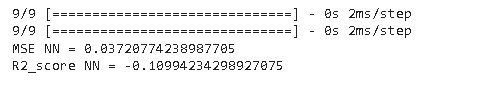 9/9 [==============================] - 0s 2ms/step
9/9 [==============================] - 0s 2ms/step
MSE NN = 0.03720774238987705
R2_score NN = -0.10994234298927075